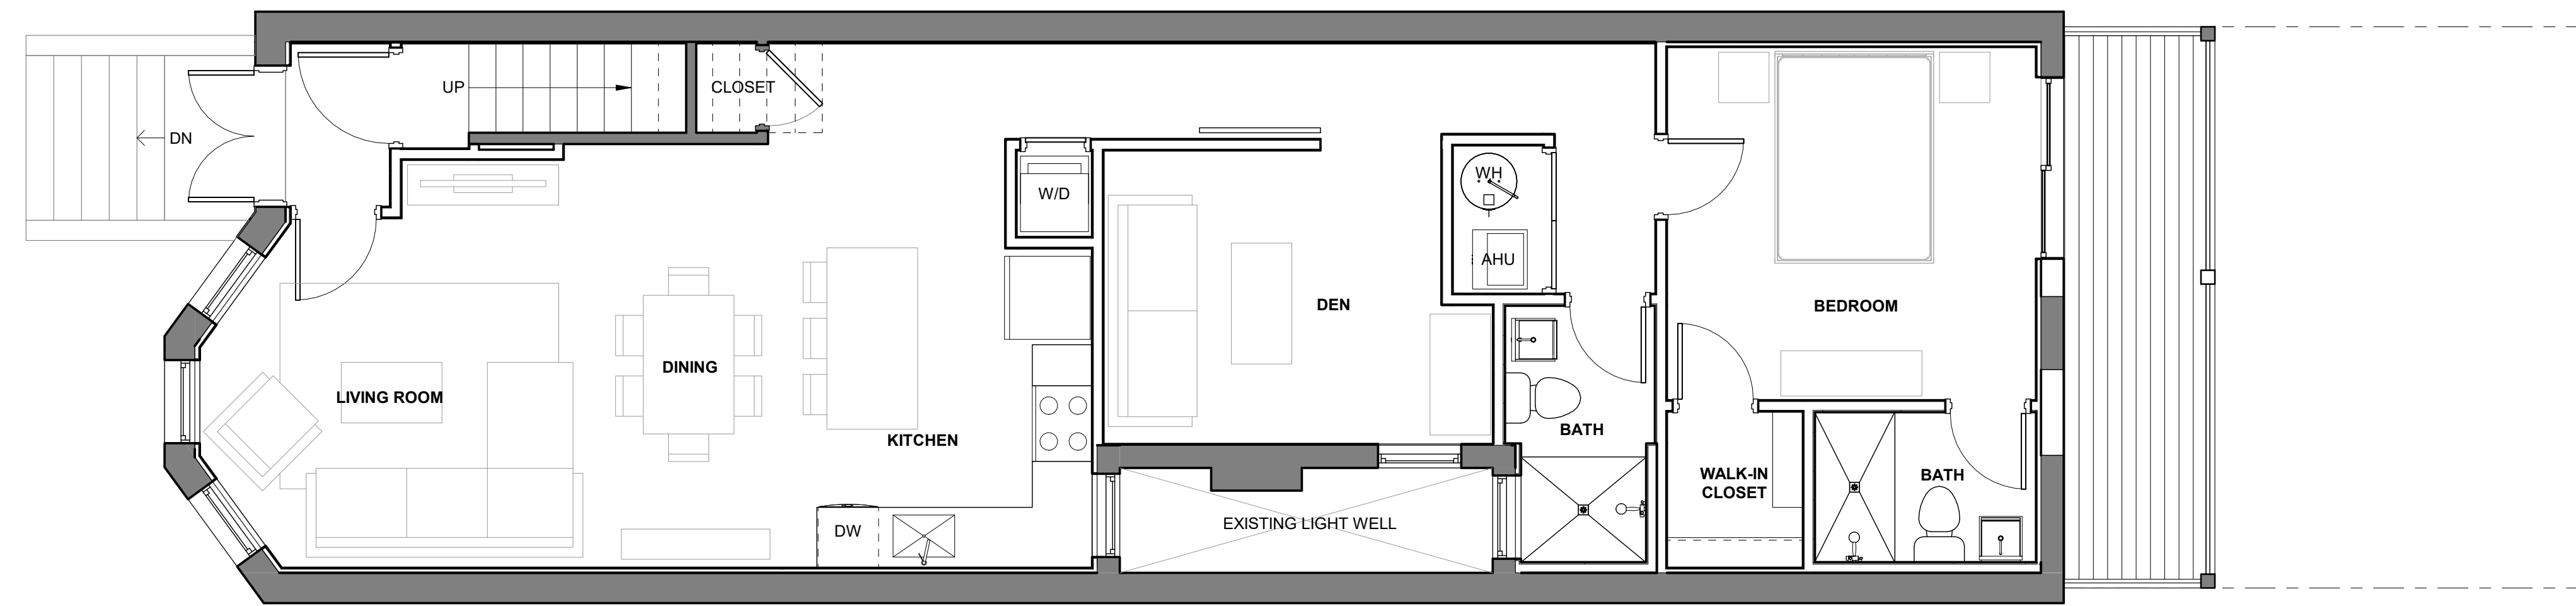 UP
CLOSET
DN
W/D
WH
AHU
DEN
BEDROOM
DINING
LIVING ROOM
KITCHEN
BATH
WALK-IN
CLOSET
BATH
EXISTING LIGHT WELL
DW